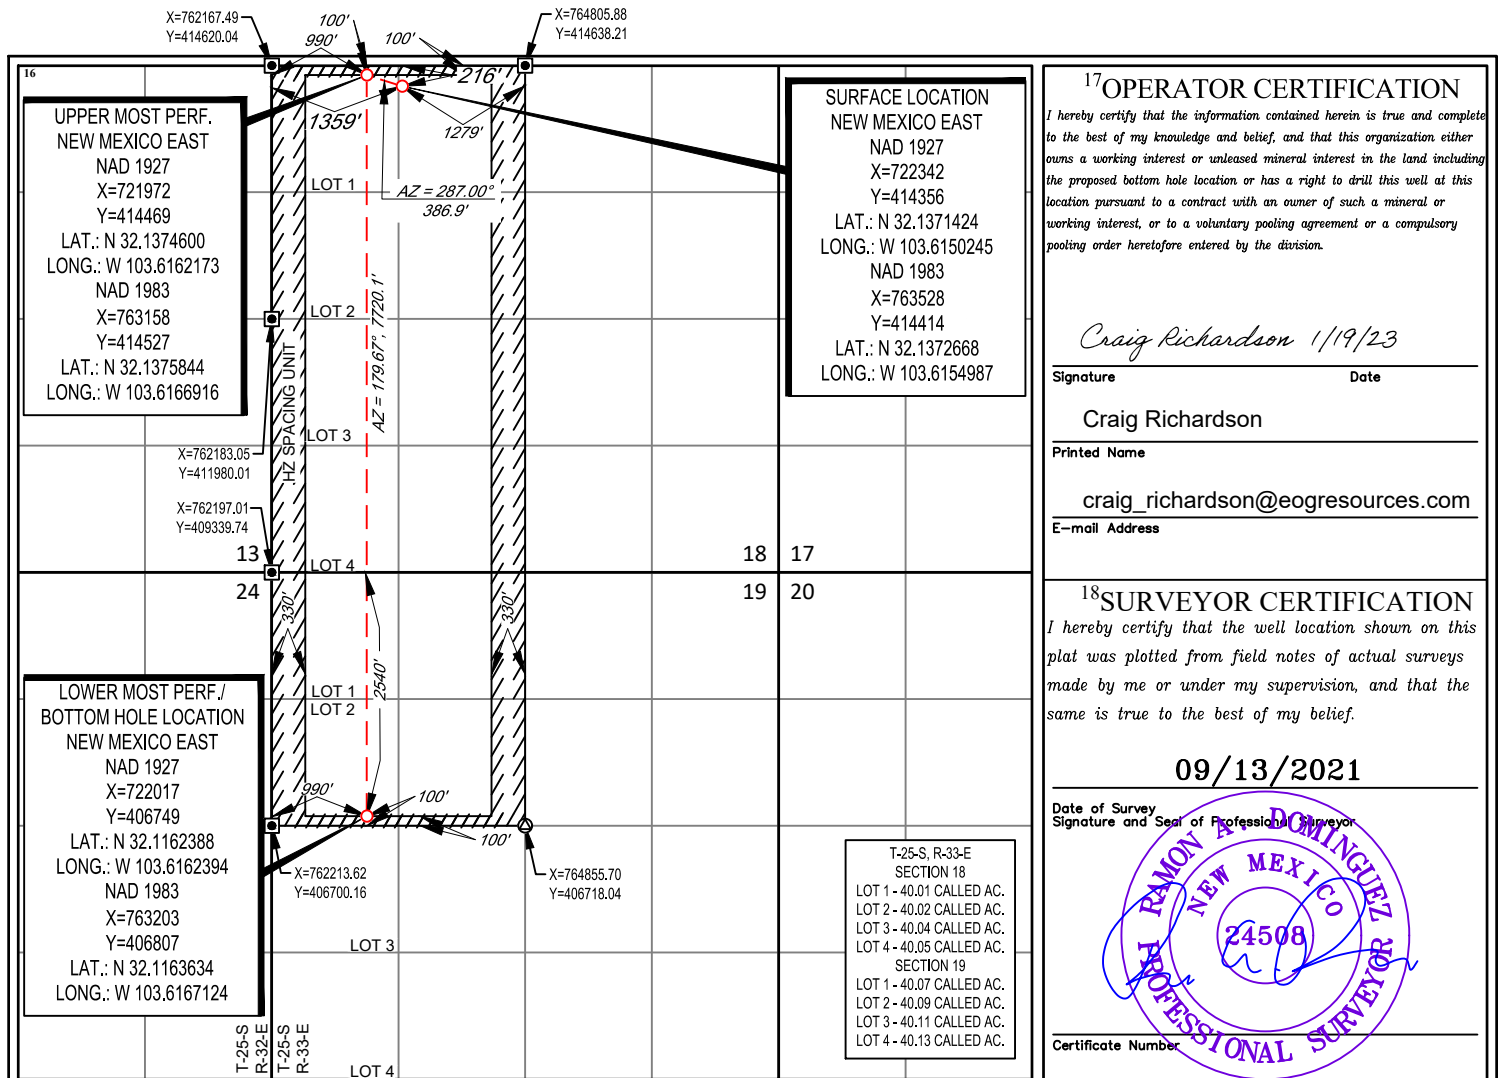 X=762167.49
Y=414620.04
100'
990'
100'
X=764805.88
Y=414638.21
16
216'
1359'
1279'
UPPER MOST PERF.
NEW MEXICO EAST
NAD 1927
X=721972
Y=414469
LAT.: N 32.1374600
LONG.: W 103.6162173
NAD 1983
X=763158
Y=414527
LAT.: N 32.1375844
LONG.: W 103.6166916
LOT 1
AZ = 287.00°
386.9'
SURFACE LOCATION
NEW MEXICO EAST
NAD 1927
X=722342
Y=414356
LAT.: N 32.1371424
LONG.: W 103.6150245
NAD 1983
X=763528
Y=414414
LAT.: N 32.1372668
LONG.: W 103.6154987
LOT 2
AZ = 179.67°, 7720.1'
HZ SPACING UNIT
LOT 3
X=762183.05
Y=411980.01
X=762197.01
Y=409339.74
13
LOT 4
18
17
24
19
20
330'
330'
2540'
LOT 1
LOT 2
LOWER MOST PERF./
BOTTOM HOLE LOCATION
NEW MEXICO EAST
NAD 1927
X=722017
Y=406749
LAT.: N 32.1162388
LONG.: W 103.6162394
NAD 1983
X=763203
Y=406807
LAT.: N 32.1163634
LONG.: W 103.6167124
990'
100'
100'
X=762213.62
Y=406700.16
X=764855.70
Y=406718.04
LOT 3
T-25-S, R-33-E
SECTION 18
LOT 1 - 40.01 CALLED AC.
LOT 2 - 40.02 CALLED AC.
LOT 3 - 40.04 CALLED AC.
LOT 4 - 40.05 CALLED AC.
SECTION 19
LOT 1 - 40.07 CALLED AC.
LOT 2 - 40.09 CALLED AC.
LOT 3 - 40.11 CALLED AC.
LOT 4 - 40.13 CALLED AC.
T-25-S
R-32-E
T-25-S
R-33-E
LOT 4
17OPERATOR CERTIFICATION
I hereby certify that the information contained herein is true and complete
to the best of my knowledge and belief, and that this organization either
owns a working interest or unleased mineral interest in the land including
the proposed bottom hole location or has a right to drill this well at this
location pursuant to a contract with an owner of such a mineral or
working interest, or to a voluntary pooling agreement or a compulsory
pooling order heretofore entered by the division.
Craig Richardson 1/19/23
Signature Date
Craig Richardson
Printed Name
craig_richardson@eogresources.com
E-mail Address
18SURVEYOR CERTIFICATION
I hereby certify that the well location shown on this
plat was plotted from field notes of actual surveys
made by me or under my supervision, and that the
same is true to the best of my belief.
09/13/2021
Date of Survey
Signature and Seal of Professional Surveyor
RAMON A. DOMINGUEZ
NEW MEXICO
24508
PROFESSIONAL SURVEYOR
Certificate Number